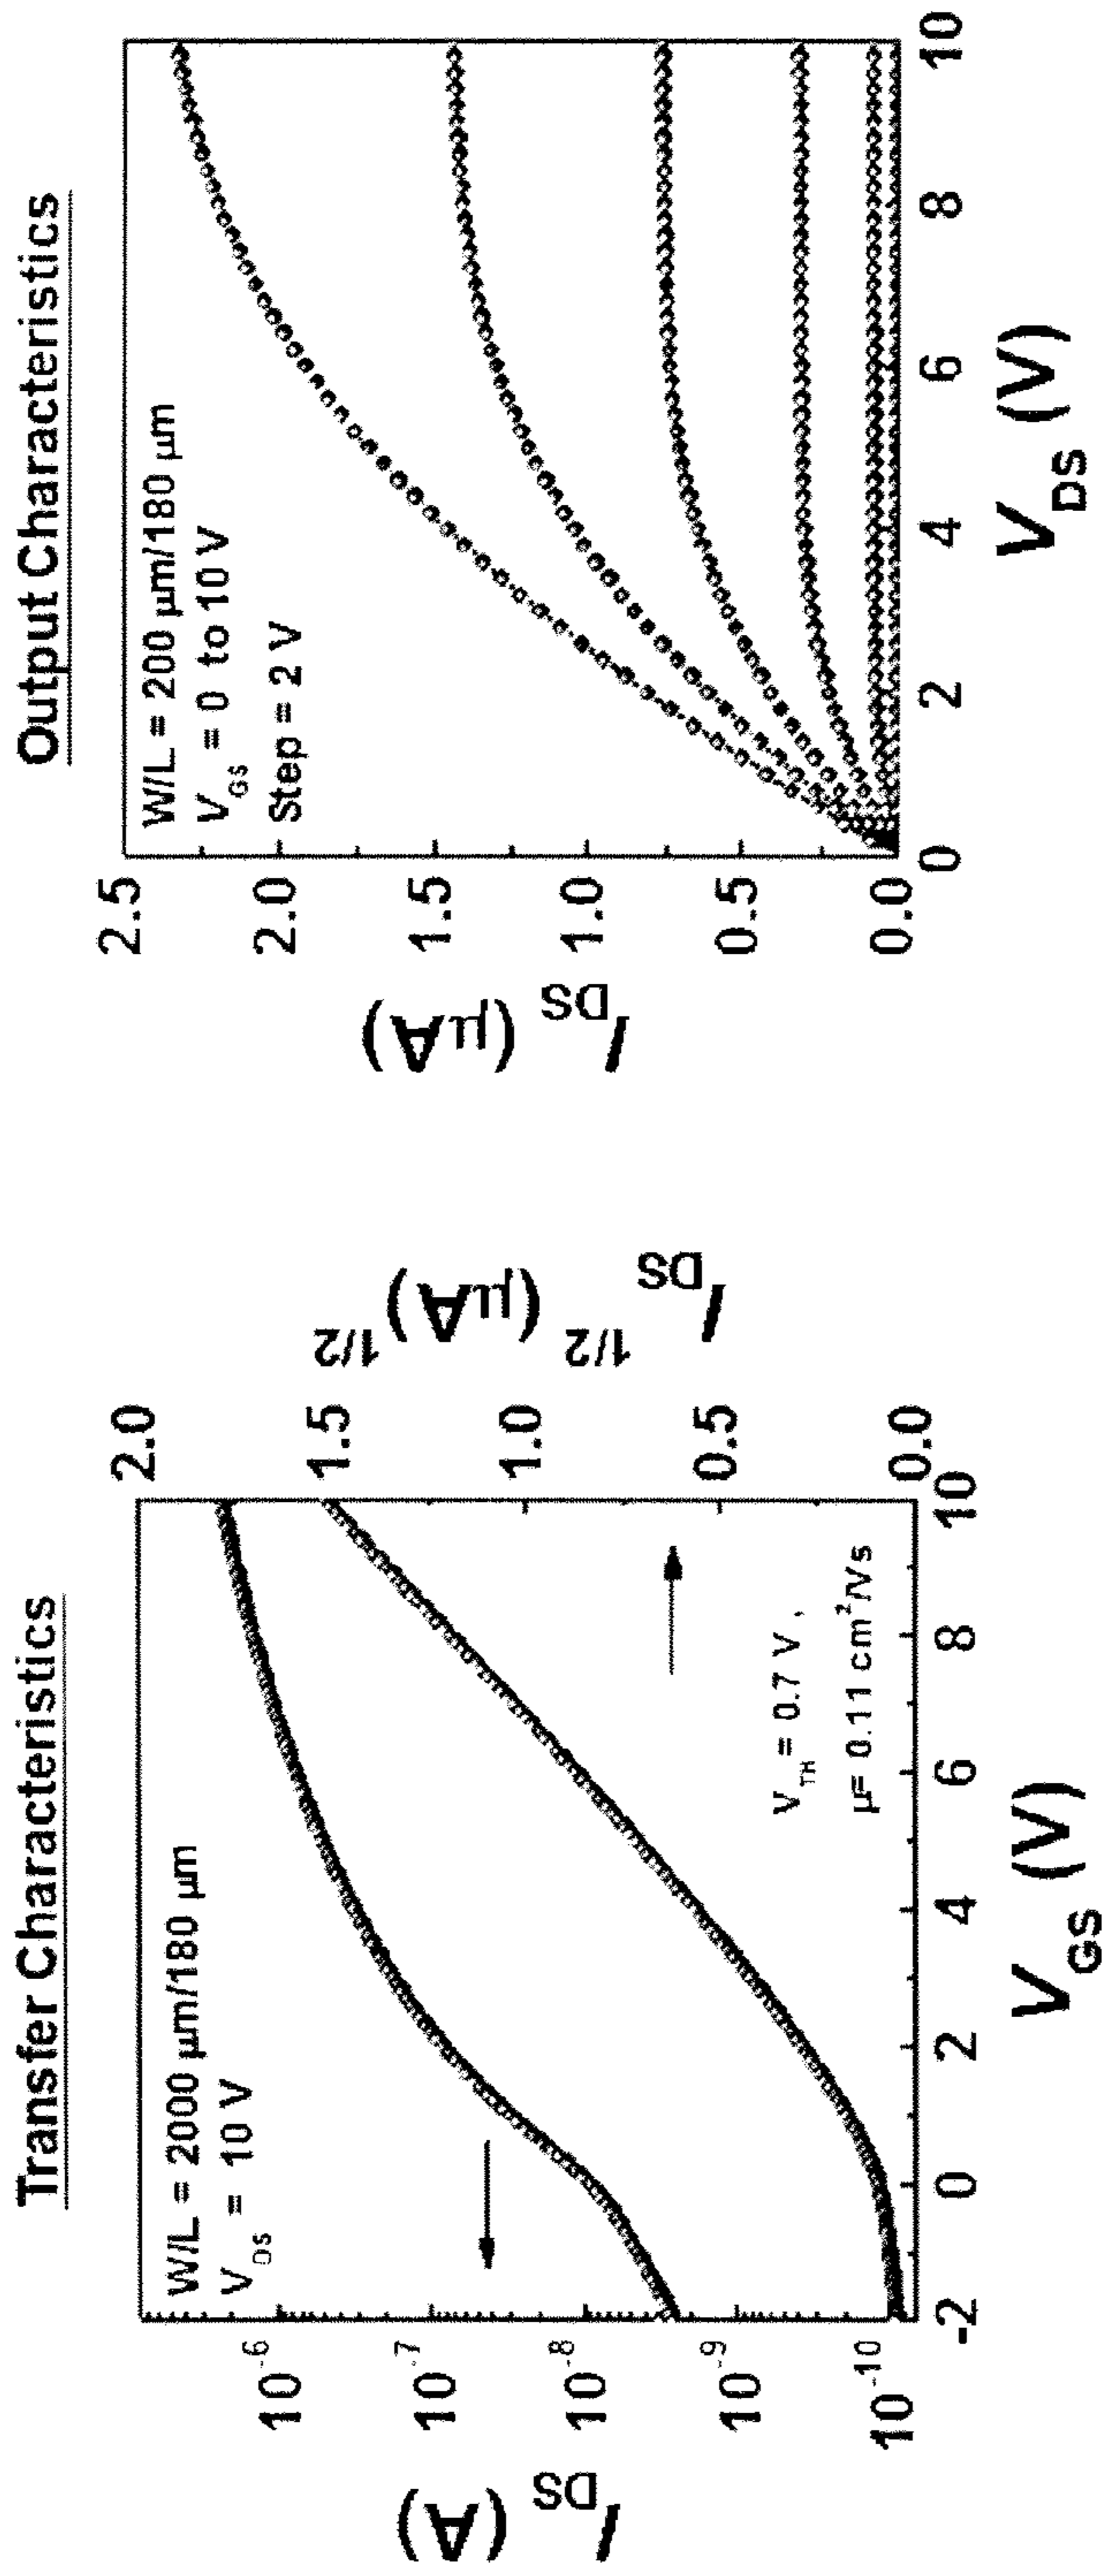 Transfer Characteristics
I_DS (A)
10^-6
10^-7
10^-8
10^-9
10^-10
W/L = 2000 μm/180 μm
V_DS = 10 V
V_TH = 0.7 V ,
μ= 0.11 cm²/Vs
-2 0 2 4 6 8 10
V_GS (V)
2.0
1.5
1.0
0.5
0.0
I_DS^1/2 (μA)^1/2
Output Characteristics
I_DS (μA)
2.5
2.0
1.5
1.0
0.5
0.0
W/L = 200 μm/180 μm
V_GS = 0 to 10 V
Step = 2 V
0 2 4 6 8 10
V_DS (V)